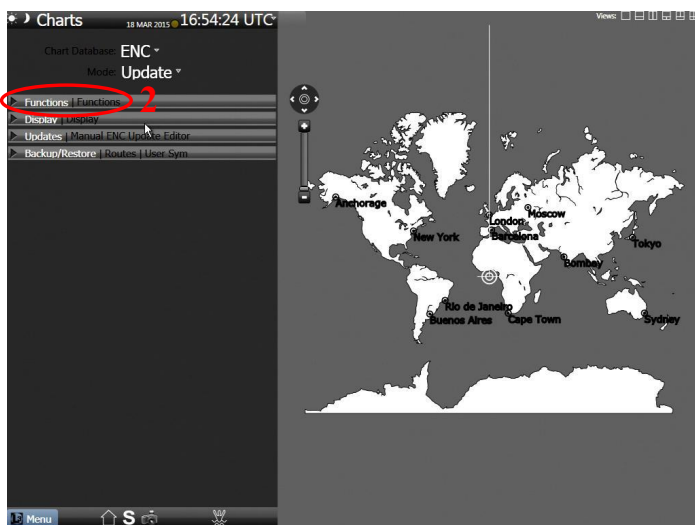 Charts 18 MAR 2015 16:54:24 UTC
Views:
Chart Database: ENC
Mode: Update
Functions | Functions
2
Display | Display
Updates | Manual ENC Update Editor
Backup/Restore | Routes | User Sym
Anchorage
New York
London
Moscow
Barcelona
Tokyo
Bombay
Rio de Janeiro
Buenos Aires
Cape Town
Sydney
Menu
S